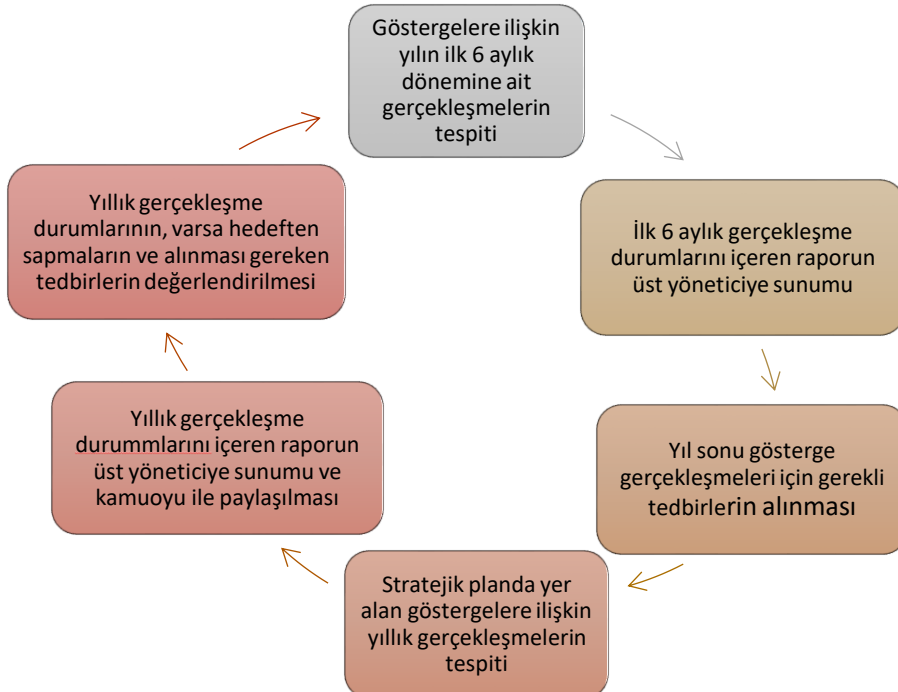 Göstergelere ilişkin
yılın ilk 6 aylık
dönemine ait
gerçekleşmelerin
tespiti
İlk 6 aylık gerçekleşme
durumlarını içeren raporun
üst yöneticiye sunumu
Yıl sonu gösterge
gerçekleşmeleri için gerekli
tedbirlerin alınması
Stratejik planda yer
alan göstergelere ilişkin
yıllık gerçekleşmelerin
tespiti
Yıllık gerçekleşme
durummlarını içeren raporun
üst yöneticiye sunumu ve
kamuoyu ile paylaşılması
Yıllık gerçekleşme
durumlarının, varsa hedeften
sapmaların ve alınması gereken
tedbirlerin değerlendirilmesi